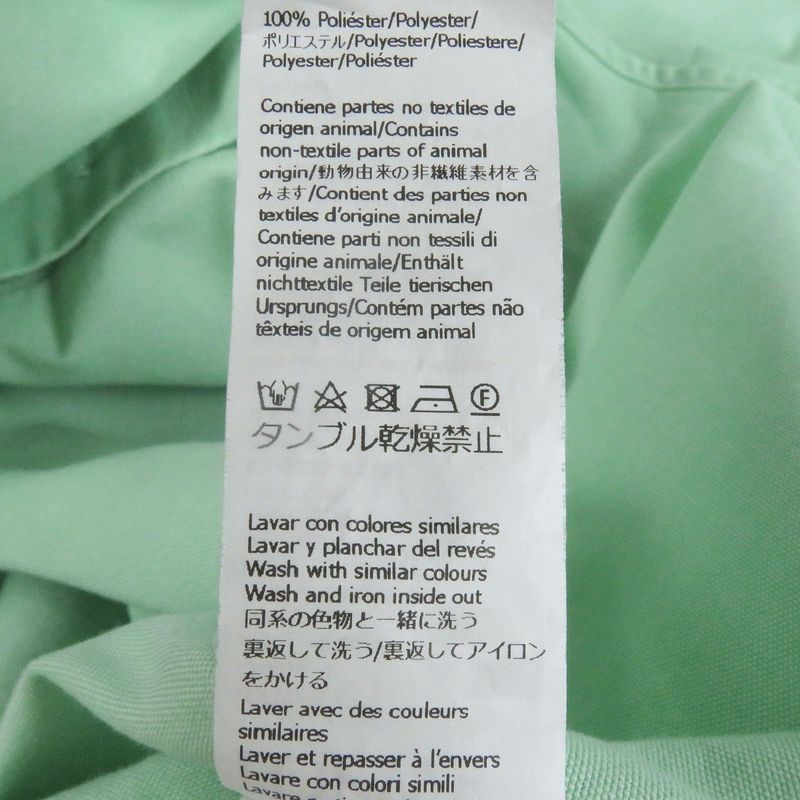 100% Poliéster/Polyester/
ポリエステル/Polyester/Poliestere/
Polyester/Poliéster
Contiene partes no textiles de
origen animal/Contains
non-textile parts of animal
origin/動物由来の非繊維素材を含
みます/Contient des parties non
textiles d'origine animale/
Contiene parti non tessili di
origine animale/Enthält
nichttextile Teile tierischen
Ursprungs/Contém partes não
têxteis de origem animal
F
タンブル乾燥禁止
Lavar con colores similares
Lavar y planchar del revés
Wash with similar colours
Wash and iron inside out
同系の色物と一緒に洗う
裏返して洗う/裏返してアイロン
をかける
Laver avec des couleurs
similaires
Laver et repasser à l'envers
Lavare con colori simili
Lavare